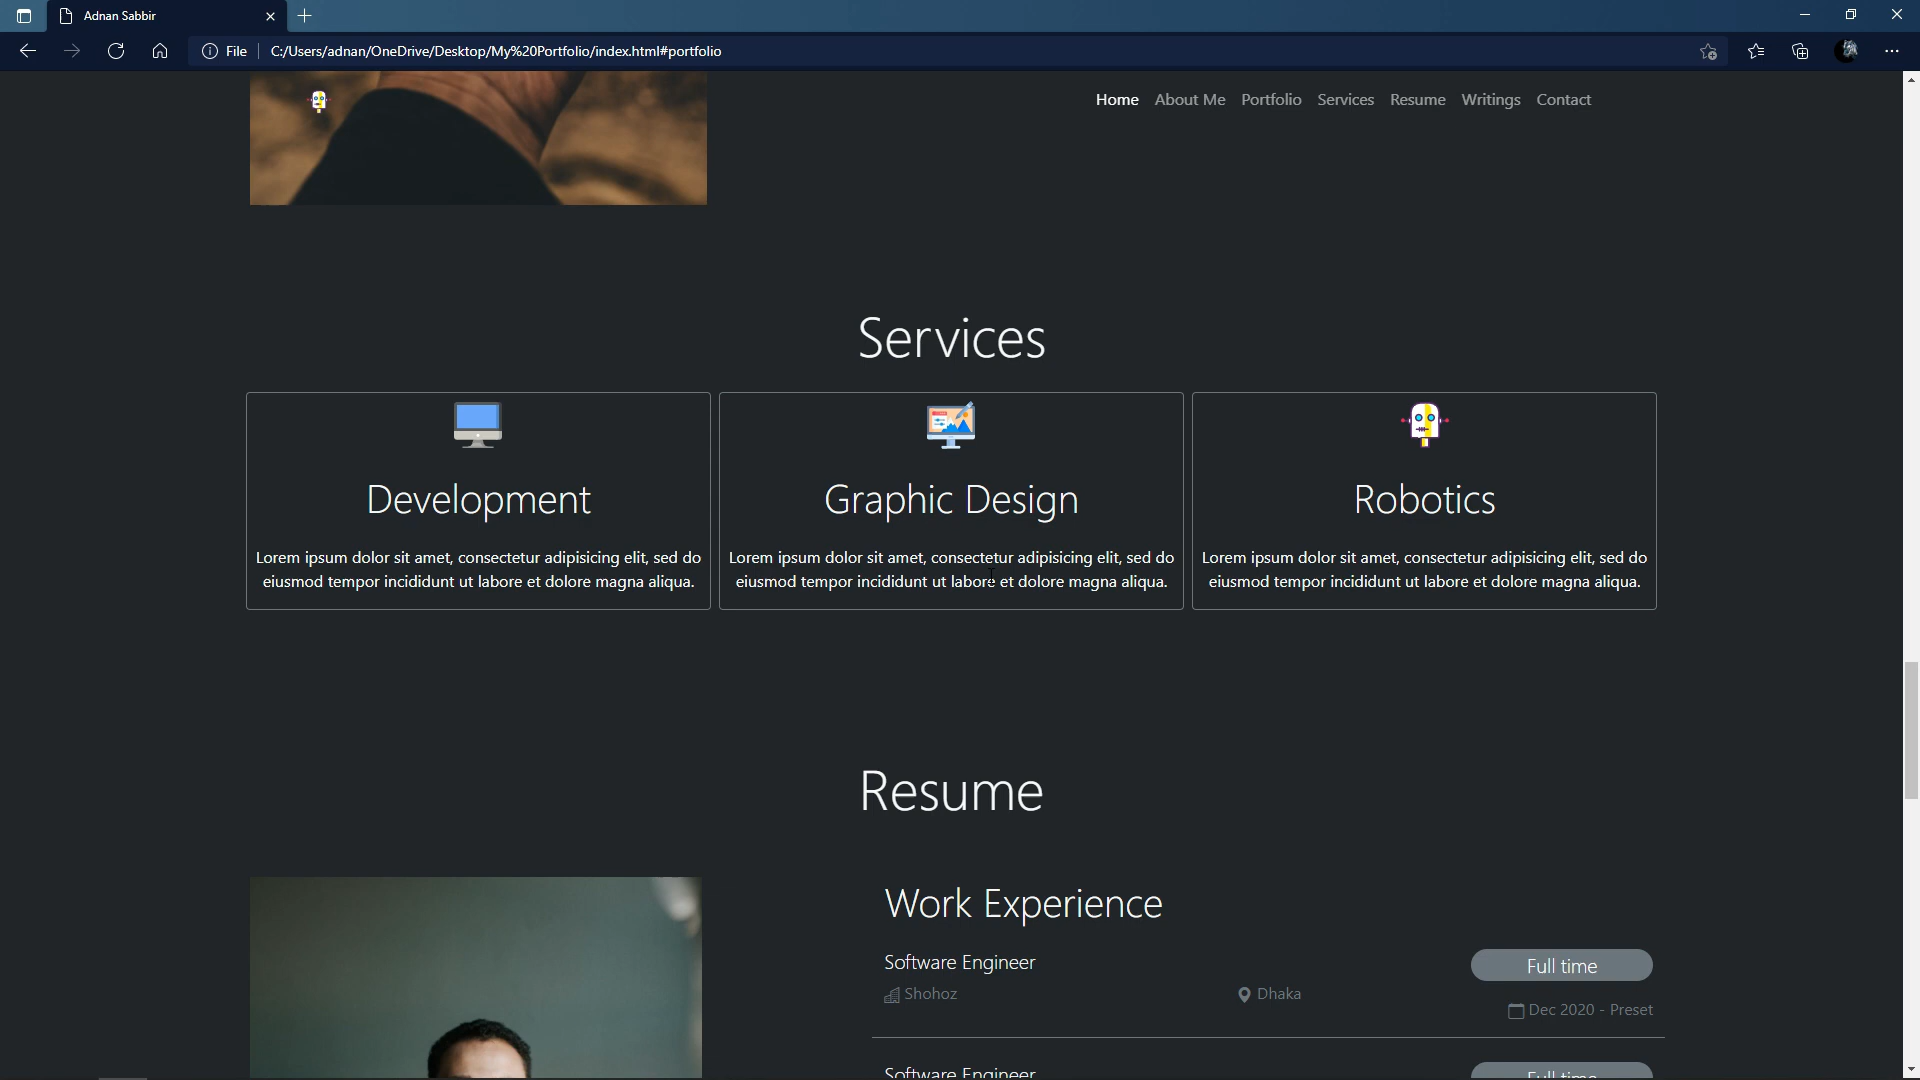 Adnan Sabbir
File
C:/Users/adnan/OneDrive/Desktop/My%20Portfolio/index.html#portfolio
Home About Me Portfolio Services Resume Writings Contact
Services
Development
Lorem ipsum dolor sit amet, consectetur adipisicing elit, sed do
eiusmod tempor incididunt ut labore et dolore magna aliqua.
Graphic Design
Lorem ipsum dolor sit amet, consectetur adipisicing elit, sed do
eiusmod tempor incididunt ut labore et dolore magna aliqua.
Robotics
Lorem ipsum dolor sit amet, consectetur adipisicing elit, sed do
eiusmod tempor incididunt ut labore et dolore magna aliqua.
Resume
Work Experience
Software Engineer
Full time
Shohoz
Dhaka
Dec 2020 - Preset
Software Engineer
Full time